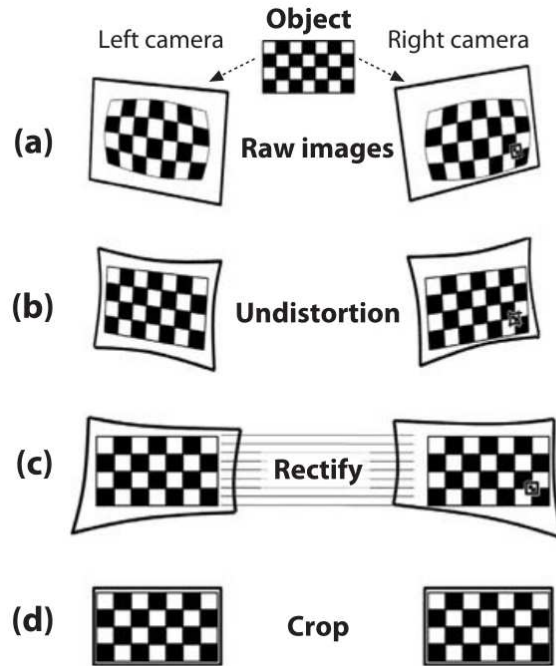 Object
Left camera
Right camera
(a)
Raw images
(b)
Undistortion
(c)
Rectify
(d)
Crop